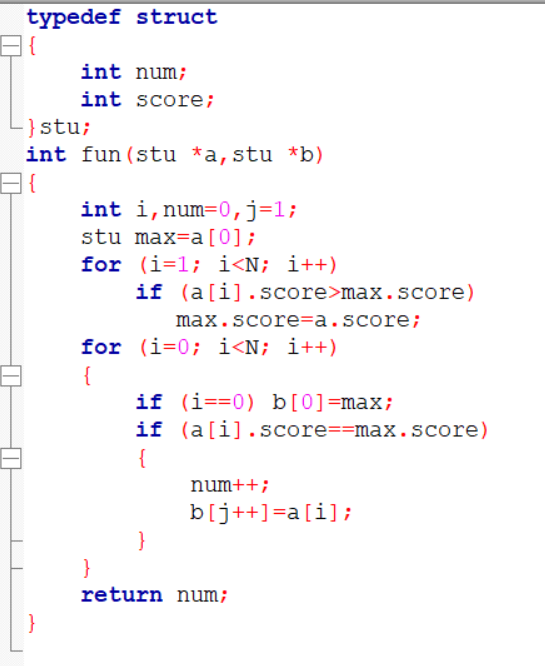 typedef struct
{
    int num;
    int score;
}stu;
int fun(stu *a,stu *b)
{
    int i,num=0,j=1;
    stu max=a[0];
    for (i=1; i<N; i++)
        if (a[i].score>max.score)
           max.score=a.score;
    for (i=0; i<N; i++)
    {
        if (i==0) b[0]=max;
        if (a[i].score==max.score)
        {
            num++;
            b[j++]=a[i];
        }
    }
    return num;
}